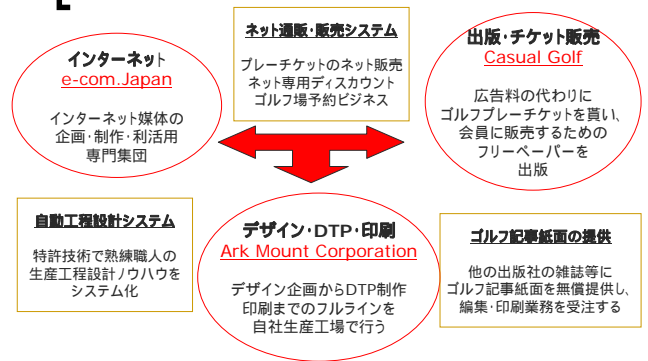 インターネット
e-com.Japan
インターネット媒体の
企画･制作･利活用
専門集団
ネット通販･販売システム
プレーチケットのネット販売
ネット専用ディスカウント
ゴルフ場予約ビジネス
出版･チケット販売
Casual Golf
広告料の代わりに
ゴルフプレーチケットを貰い、
会員に販売するための
フリーペーパーを
出版
自動工程設計システム
特許技術で熟練職人の
生産工程設計ノウハウを
システム化
デザイン･DTP･印刷
Ark Mount Corporation
デザイン企画からDTP制作
印刷までのフルラインを
自社生産工場で行う
ゴルフ記事紙面の提供
他の出版社の雑誌等に
ゴルフ記事紙面を無償提供し、
編集･印刷業務を受注する